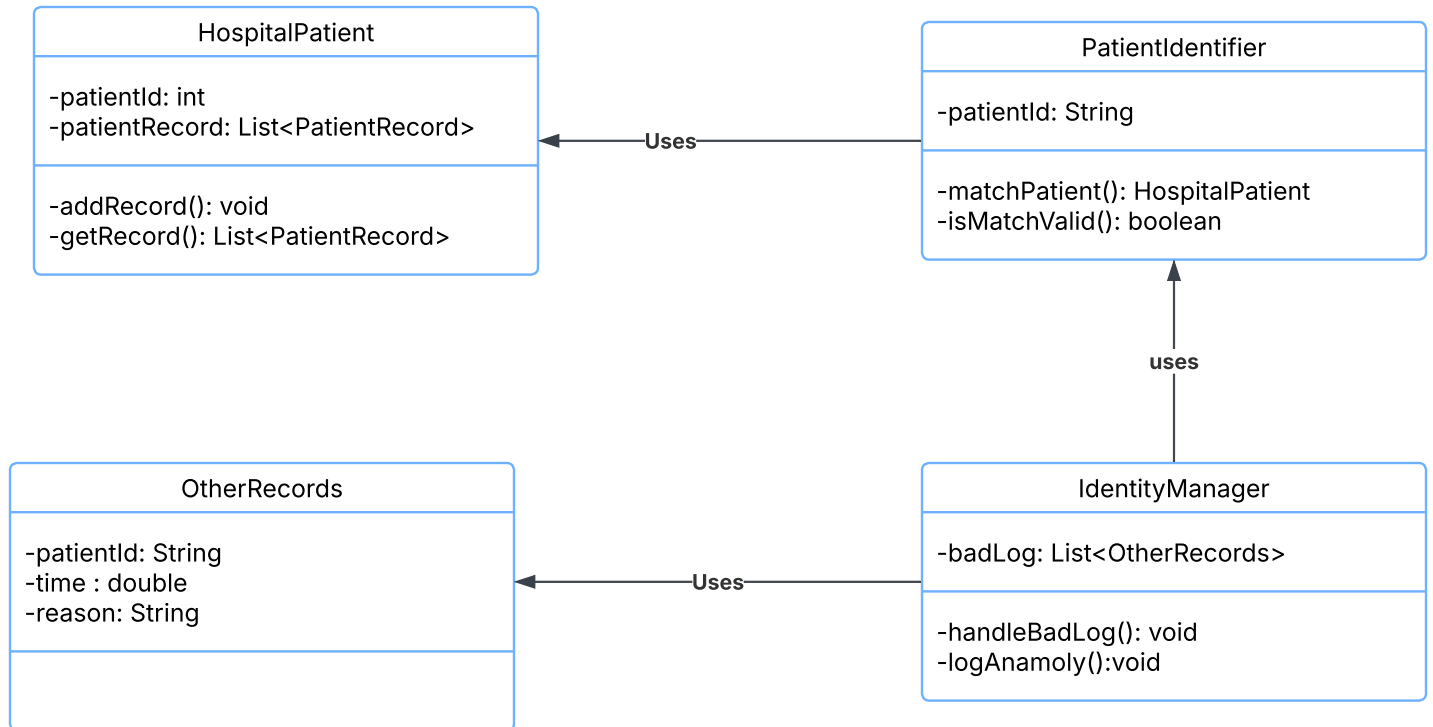 HospitalPatient
-patientId: int
-patientRecord: List<PatientRecord>
-addRecord(): void
-getRecord(): List<PatientRecord>
Uses
PatientIdentifier
-patientId: String
-matchPatient(): HospitalPatient
-isMatchValid(): boolean
uses
OtherRecords
-patientId: String
-time : double
-reason: String
Uses
IdentityManager
-badLog: List<OtherRecords>
-handleBadLog(): void
-logAnamoly():void